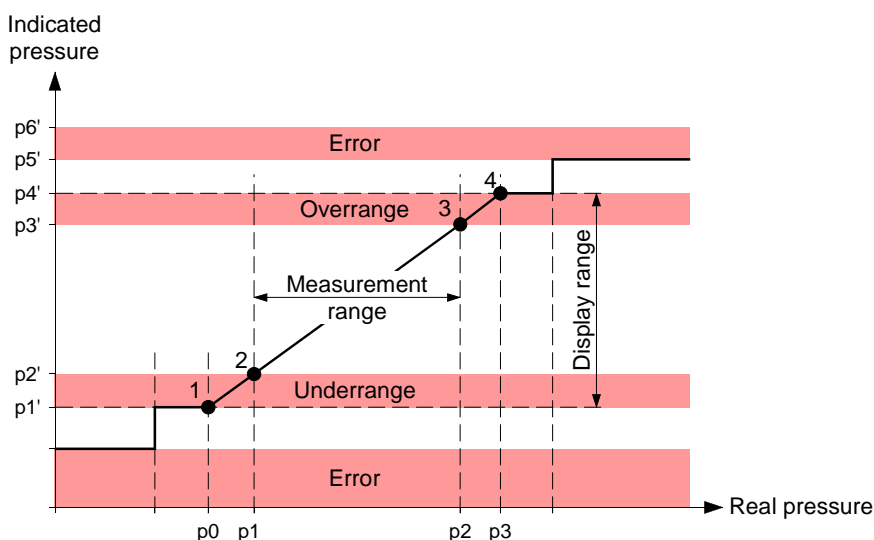 Indicated
pressure
p6'
Error
p5'
p4'
4
Overrange
3
p3'
Measurement
range
Display range
p2'
2
1
Underrange
p1'
Error
Real pressure
p0
p1
p2
p3